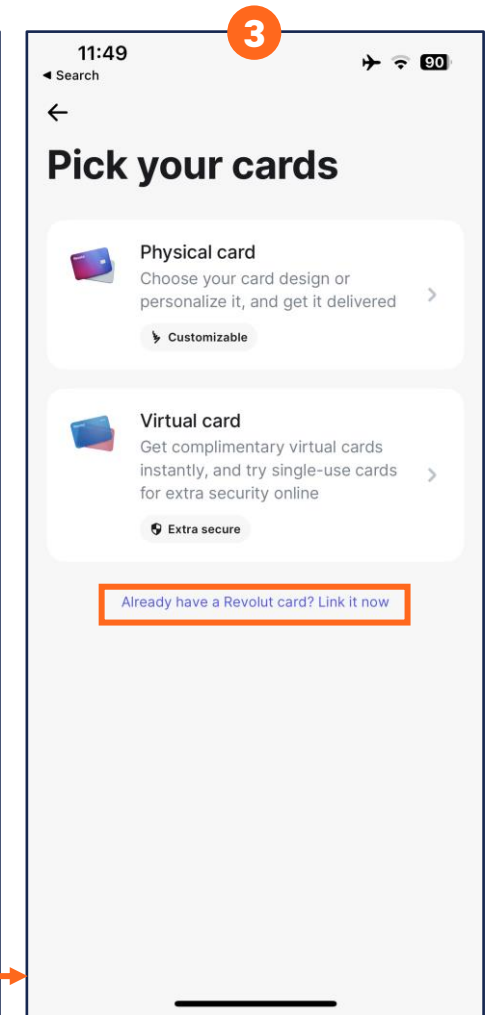 3
11:49
◀ Search
90
Pick your cards
Physical card
Choose your card design or
personalize it, and get it delivered
Customizable
Virtual card
Get complimentary virtual cards
instantly, and try single-use cards
for extra security online
Extra secure
Already have a Revolut card? Link it now